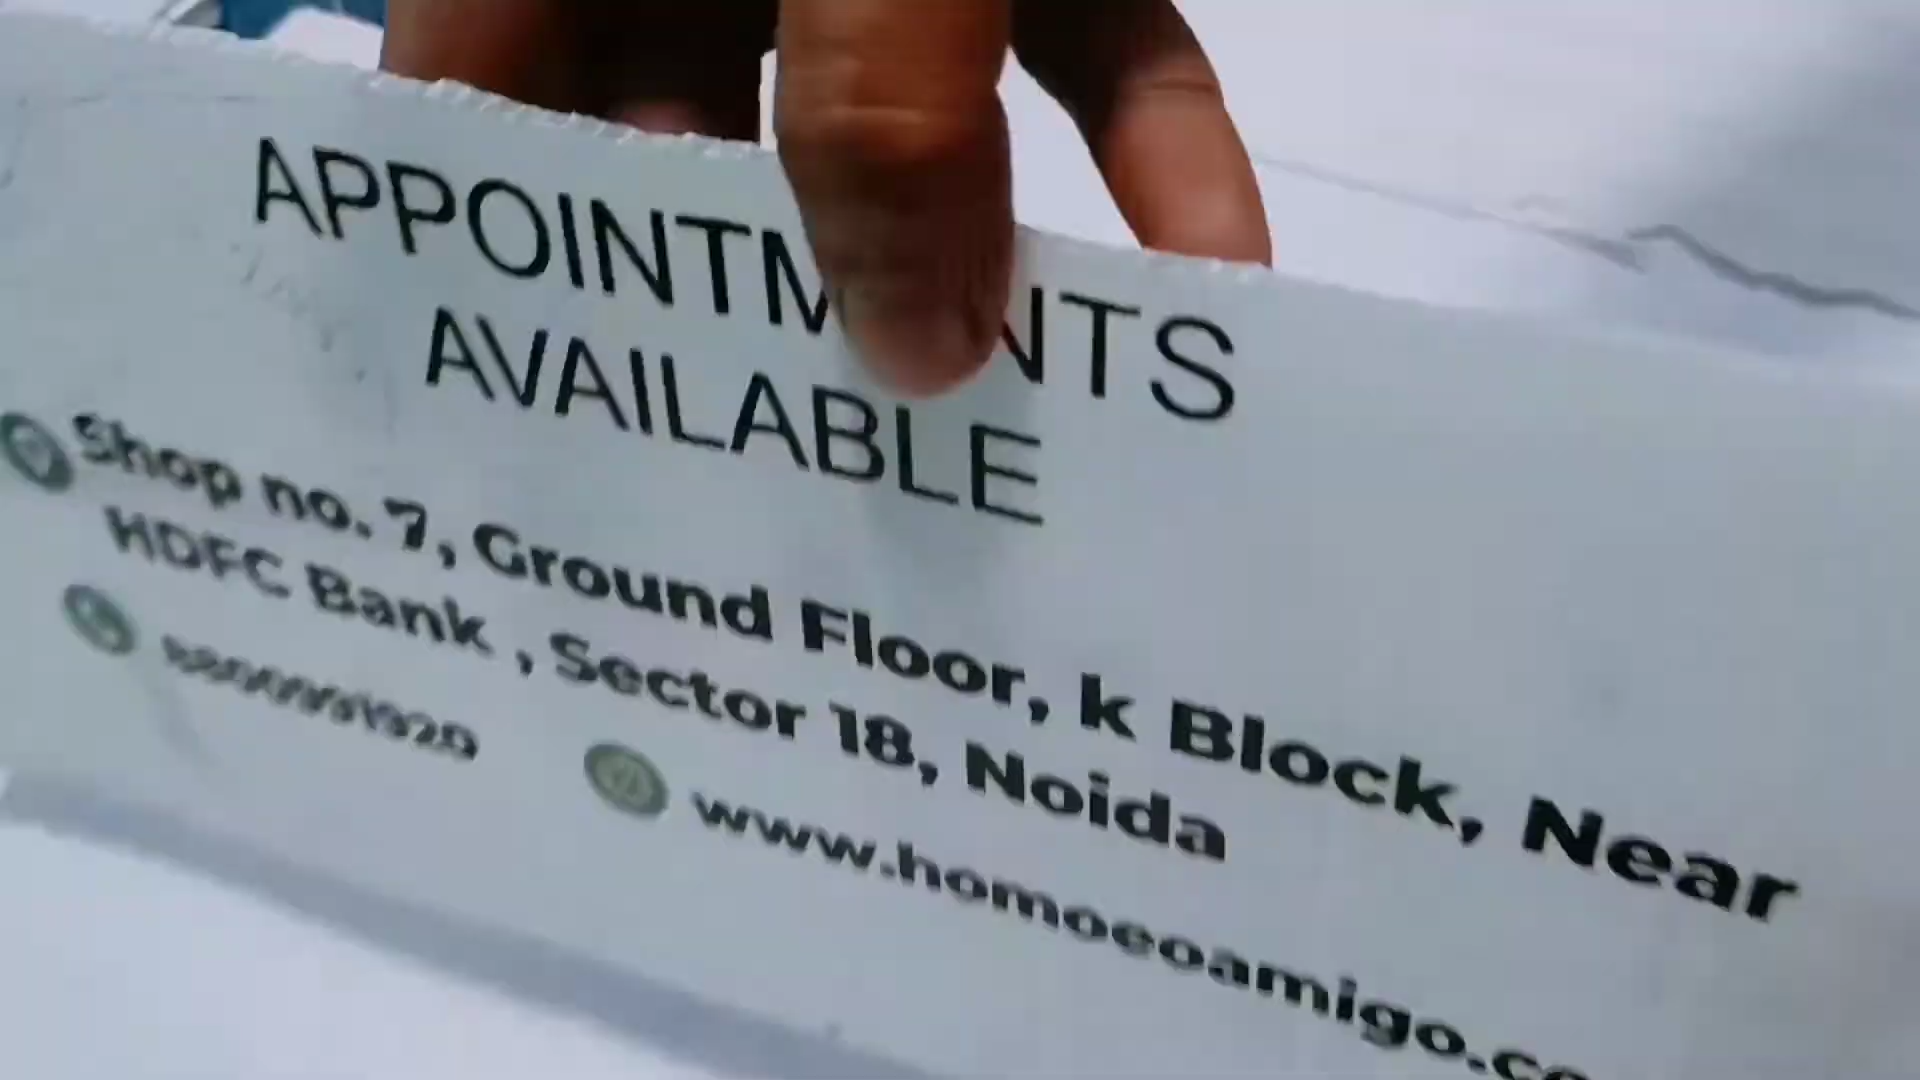 APPOINTMENTS
AVAILABLE
Shop no. 7, Ground Floor, k Block, Near
HDFC Bank , Sector 18, Noida
www.homoeoamigo.co